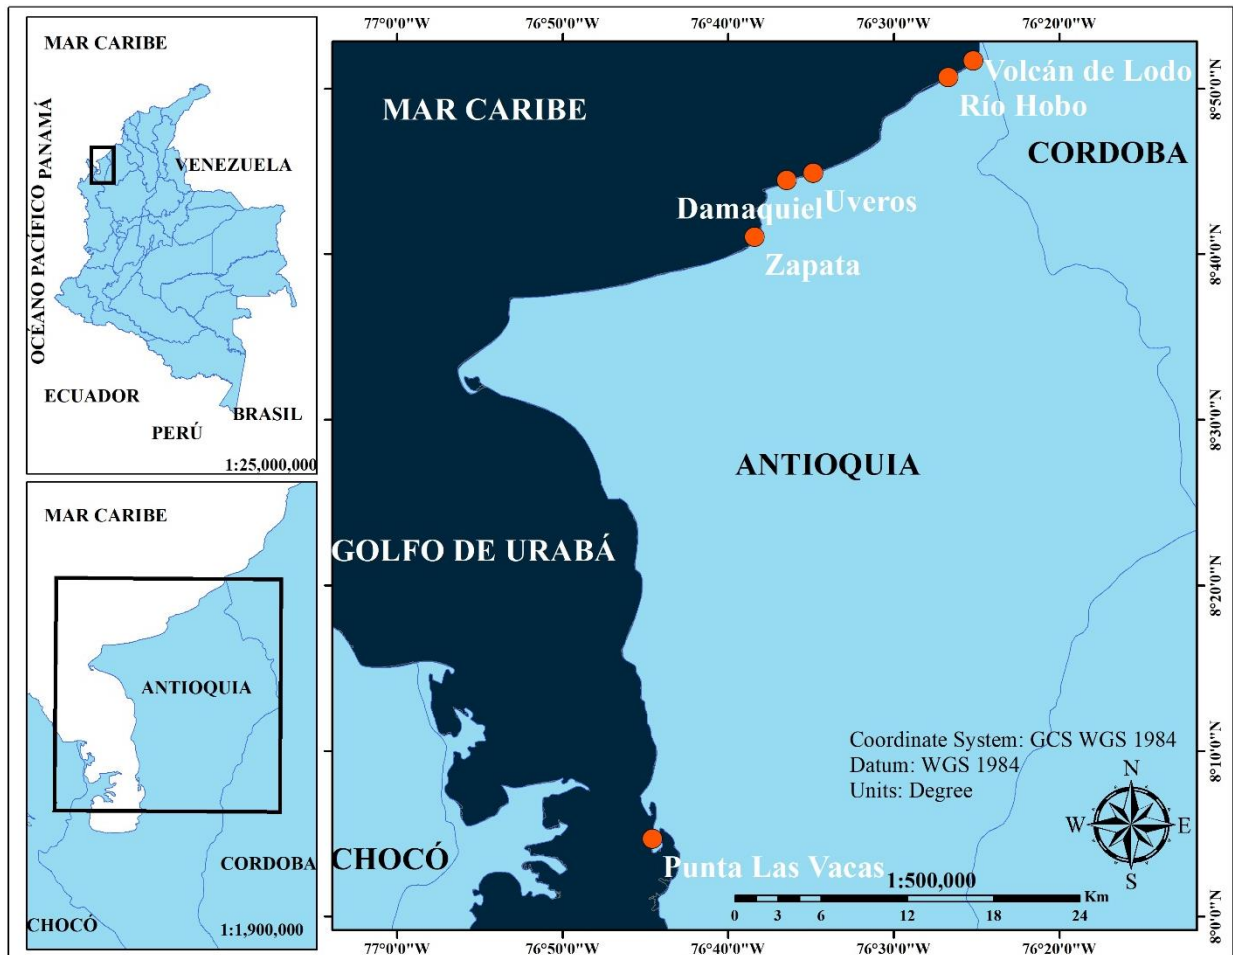 MAR CARIBE
PANAMÁ
OCÉANO PACÍFICO
VENEZUELA
ECUADOR
BRASIL
PERÚ
1:25,000,000
MAR CARIBE
ANTIOQUIA
CORDOBA
CHOCÓ
1:1,900,000
77°0'0"W
76°50'0"W
76°40'0"W
76°30'0"W
76°20'0"W
MAR CARIBE
Volcán de Lodo
Río Hobo
CORDOBA
Damaquiel
Uveros
Zapata
ANTIOQUIA
GOLFO DE URABÁ
Coordinate System: GCS WGS 1984
Datum: WGS 1984
Units: Degree
N
W
E
S
CHOCÓ
Punta Las Vacas
1:500,000
Km
0 3 6 12 18 24
8°50'0"N
8°40'0"N
8°30'0"N
8°20'0"N
8°10'0"N
8°0'0"N
77°0'0"W
76°50'0"W
76°40'0"W
76°30'0"W
76°20'0"W